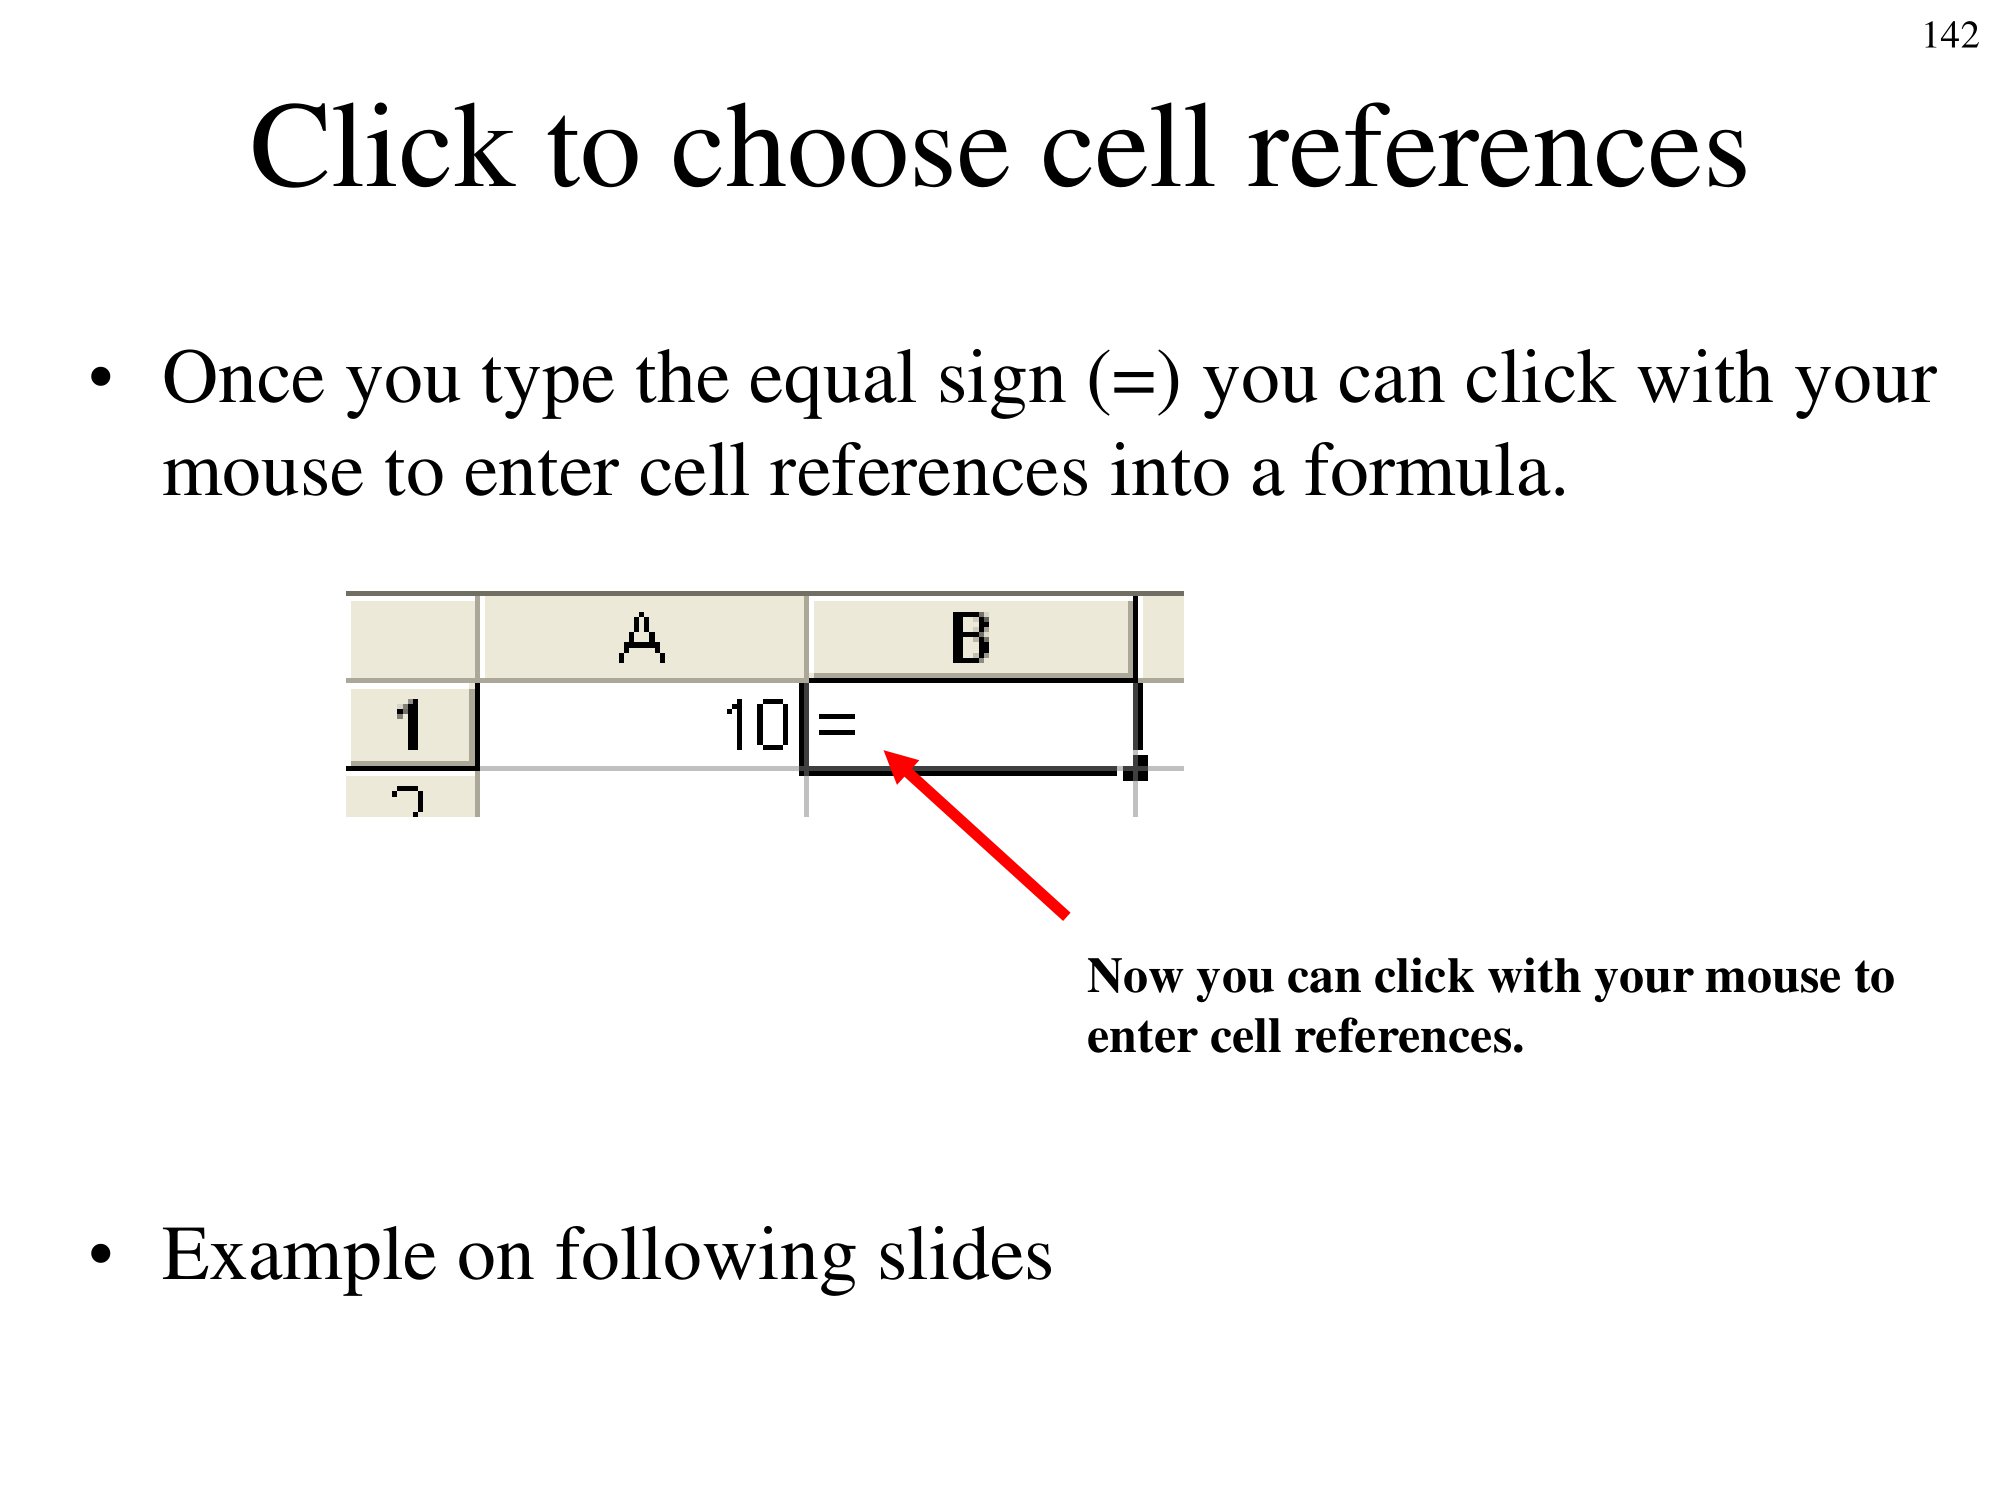 142
Click to choose cell references
• Once you type the equal sign (=) you can click with your
mouse to enter cell references into a formula.
A B
1 10 =
2
Now you can click with your mouse to
enter cell references.
• Example on following slides